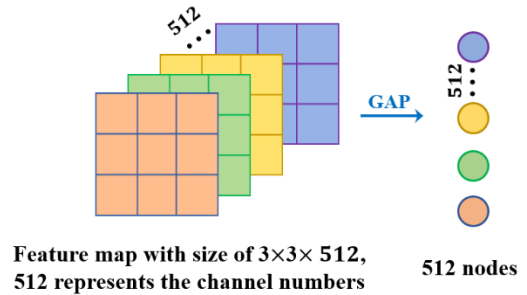 512
...
GAP
512
...
Feature map with size of 3×3× 512,
512 represents the channel numbers
512 nodes